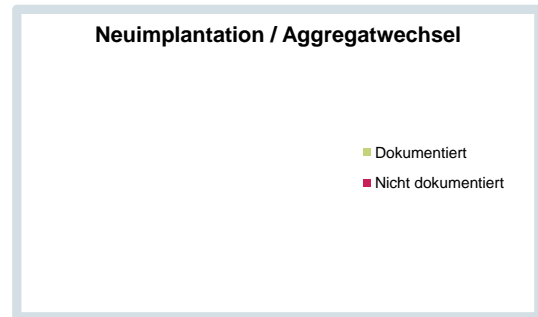 Neuimplantation / Aggregatwechsel
Dokumentiert
Nicht dokumentiert